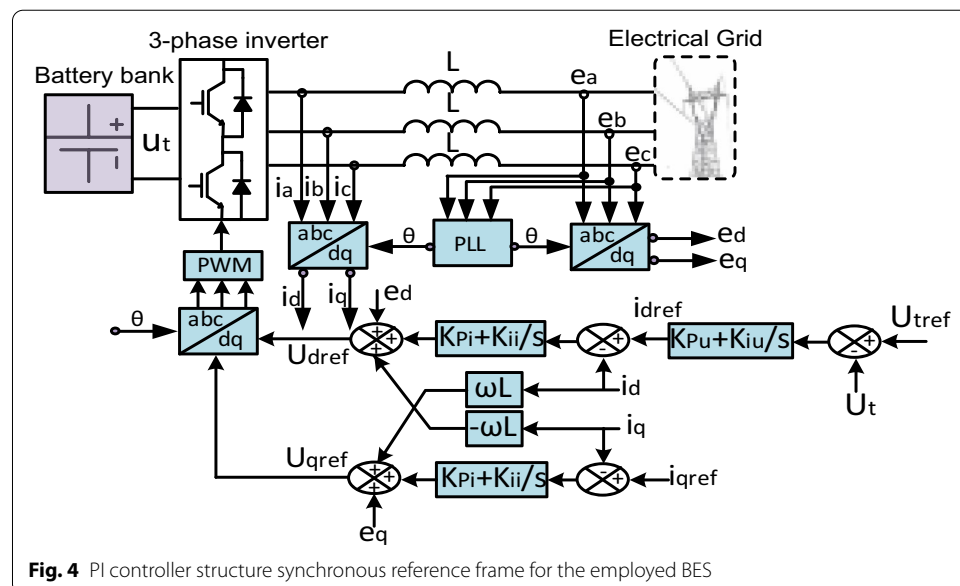 3-phase inverter
Electrical Grid
Battery bank
L
ea
L
eb
L
ec
+
ut
ia ib ic
abc
dq
θ
PLL
θ
abc
dq
ed
eq
PWM
id
iq
ed
idref
Utref
θ
abc
dq
Udref
+
+
+
KPi+Kii/s
+
-
KPu+Kiu/s
+
-
ωL
id
Ut
-ωL
iq
Uqref
+
+
+
KPi+Kii/s
-
+
iqref
eq
Fig. 4 PI controller structure synchronous reference frame for the employed BES